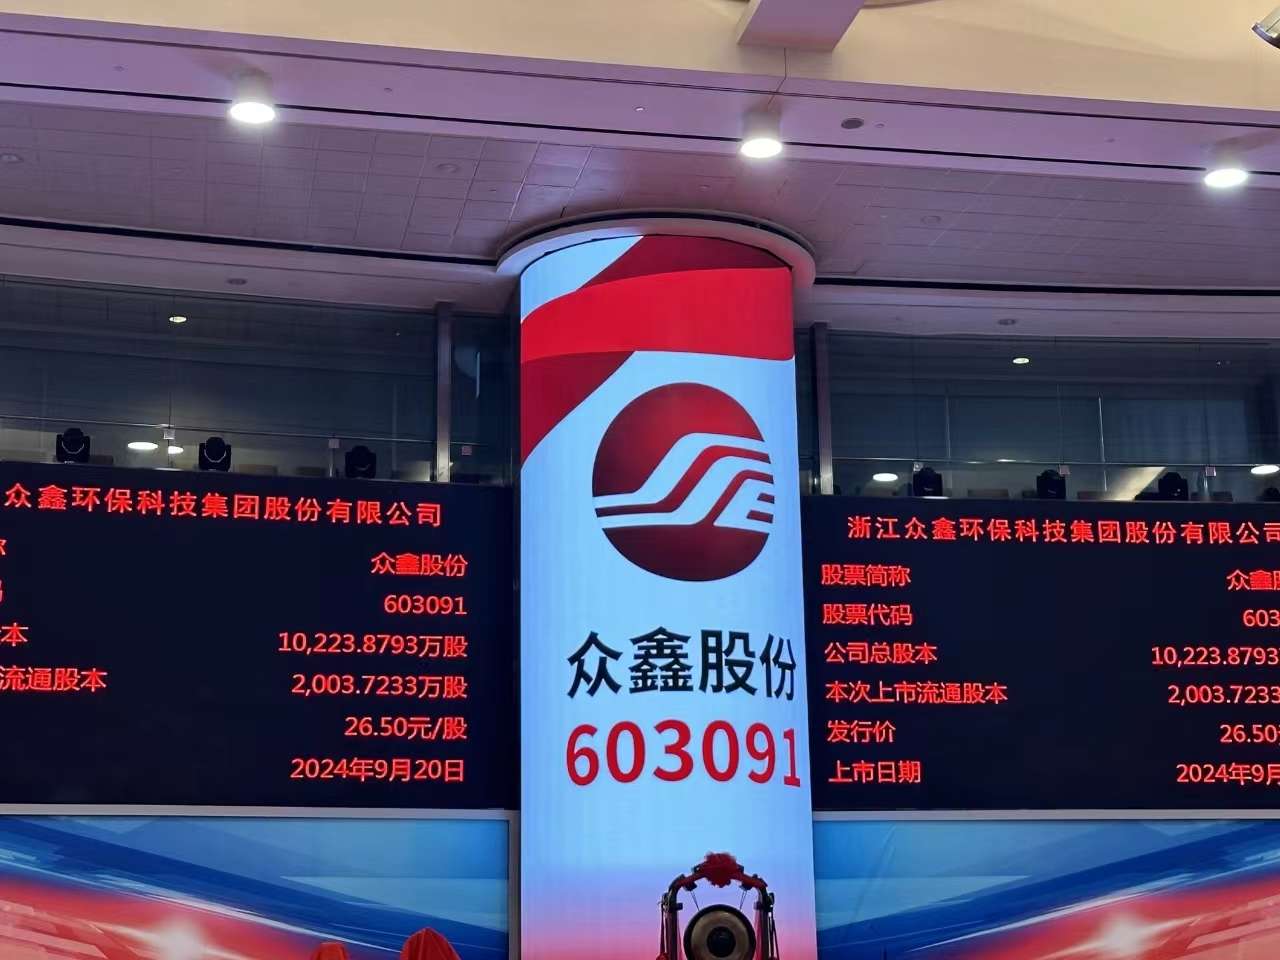 众鑫环保科技集团股份有限公司
称
众鑫股份
603091
本
10,223.8793万股
流通股本
2,003.7233万股
26.50元/股
2024年9月20日
SSE
众鑫股份
603091
浙江众鑫环保科技集团股份有限公司
股票简称
众鑫股
股票代码
603
公司总股本
10,223.8793
本次上市流通股本
2,003.7233
发行价
26.50
上市日期
2024年9月